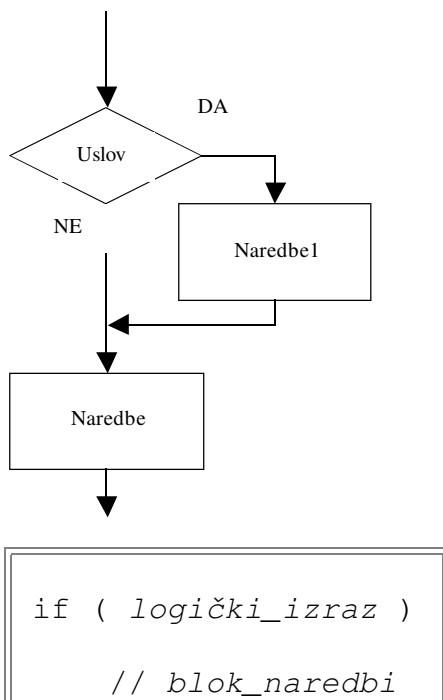 DA
Uslov
NE
Naredbe1
Naredbe
if ( logički_izraz )
// blok_naredbi